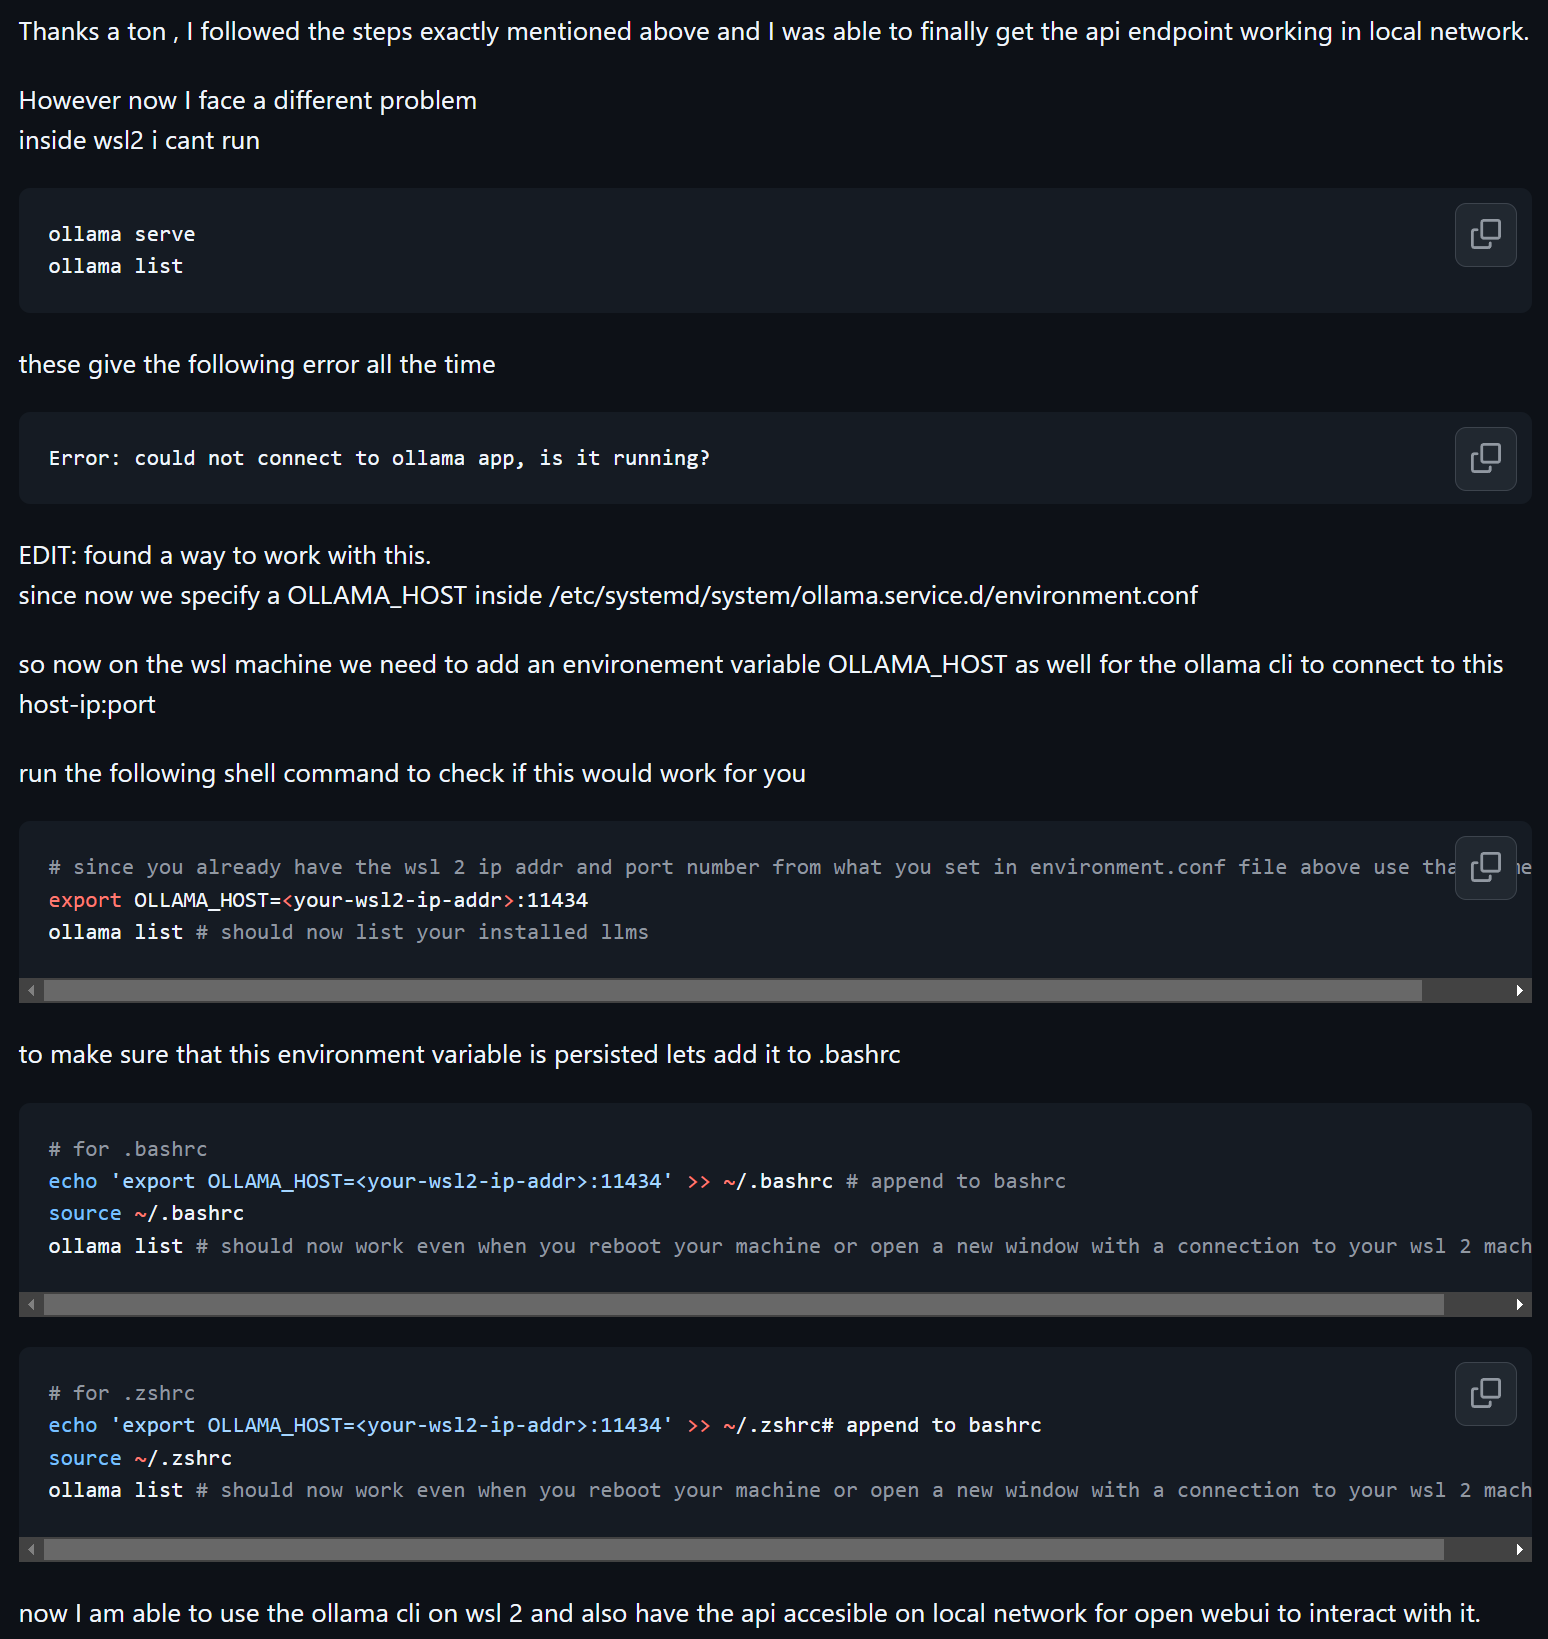 Thanks a ton , I followed the steps exactly mentioned above and I was able to finally get the api endpoint working in local network.
However now I face a different problem
inside wsl2 i cant run
ollama serve
ollama list
these give the following error all the time
Error: could not connect to ollama app, is it running?
EDIT: found a way to work with this.
since now we specify a OLLAMA_HOST inside /etc/systemd/system/ollama.service.d/environment.conf
so now on the wsl machine we need to add an environement variable OLLAMA_HOST as well for the ollama cli to connect to this
host-ip:port
run the following shell command to check if this would work for you
# since you already have the wsl 2 ip addr and port number from what you set in environment.conf file above use
export OLLAMA_HOST=<your-wsl2-ip-addr>:11434
ollama list # should now list your installed llms
to make sure that this environment variable is persisted lets add it to .bashrc
# for .bashrc
echo 'export OLLAMA_HOST=<your-wsl2-ip-addr>:11434' >> ~/.bashrc # append to bashrc
source ~/.bashrc
ollama list # should now work even when you reboot your machine or open a new window with a connection to your wsl 2 mach
# for .zshrc
echo 'export OLLAMA_HOST=<your-wsl2-ip-addr>:11434' >> ~/.zshrc# append to bashrc
source ~/.zshrc
ollama list # should now work even when you reboot your machine or open a new window with a connection to your wsl 2 mach
now I am able to use the ollama cli on wsl 2 and also have the api accesible on local network for open webui to interact with it.